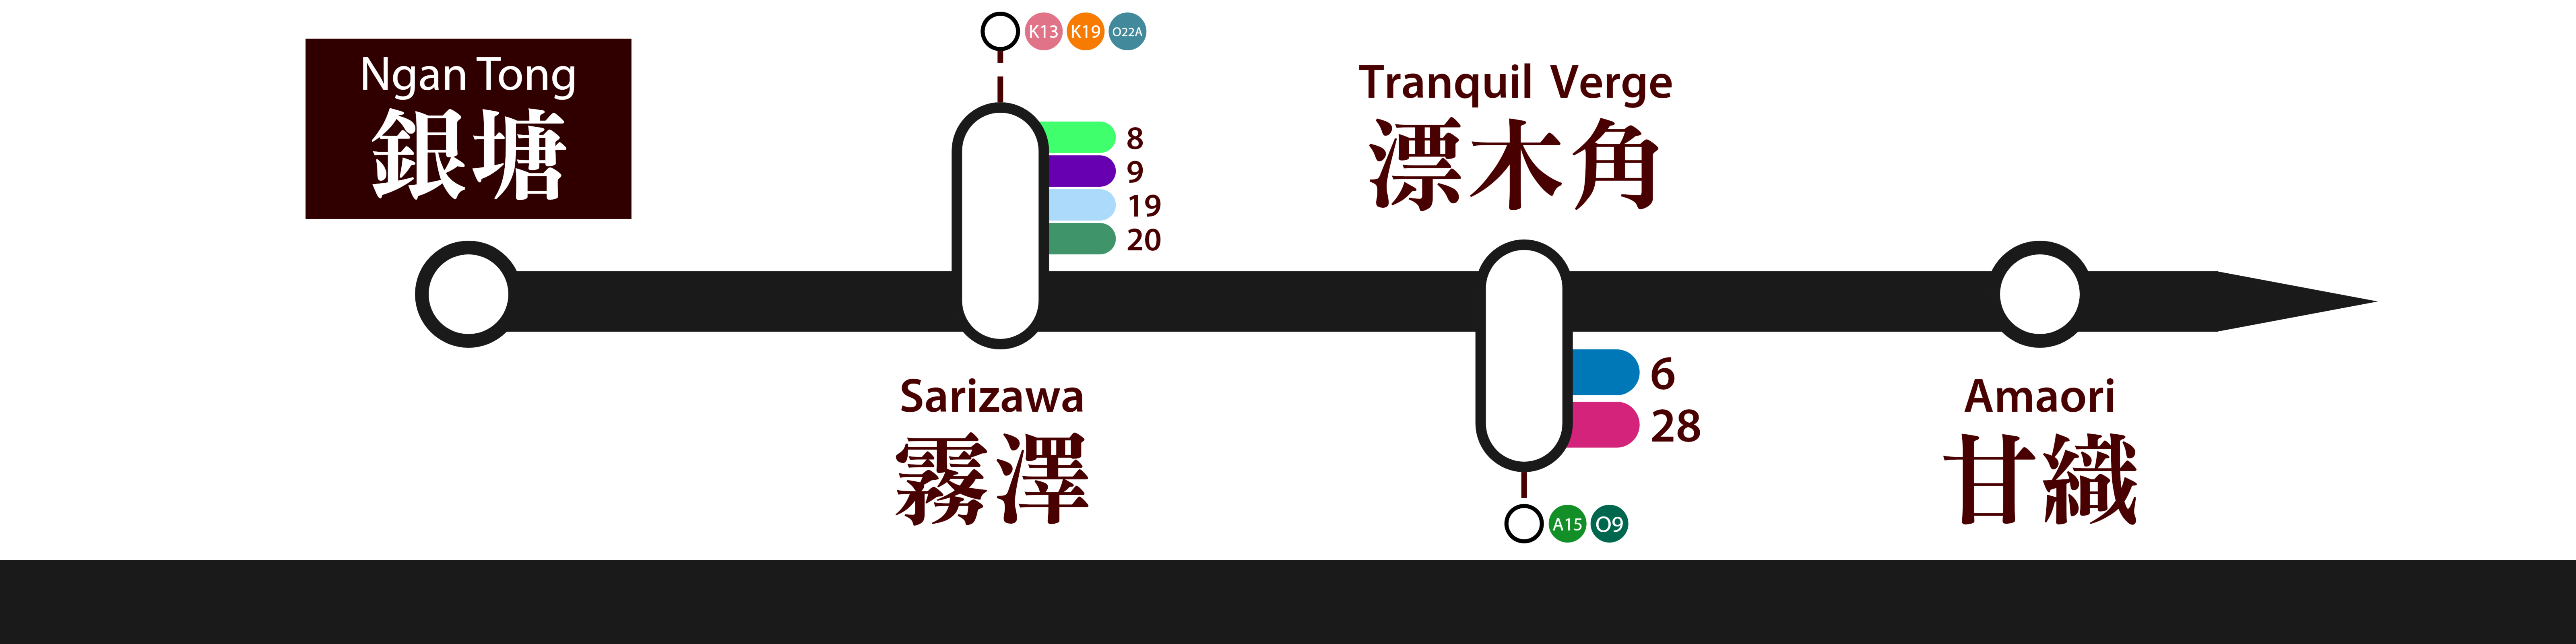 Ngan Tong
銀塘
K13 K19 O22A
8
9
19
20
Sarizawa
霧澤
Tranquil Verge
漂木角
6
28
A15 O9
Amaori
甘織